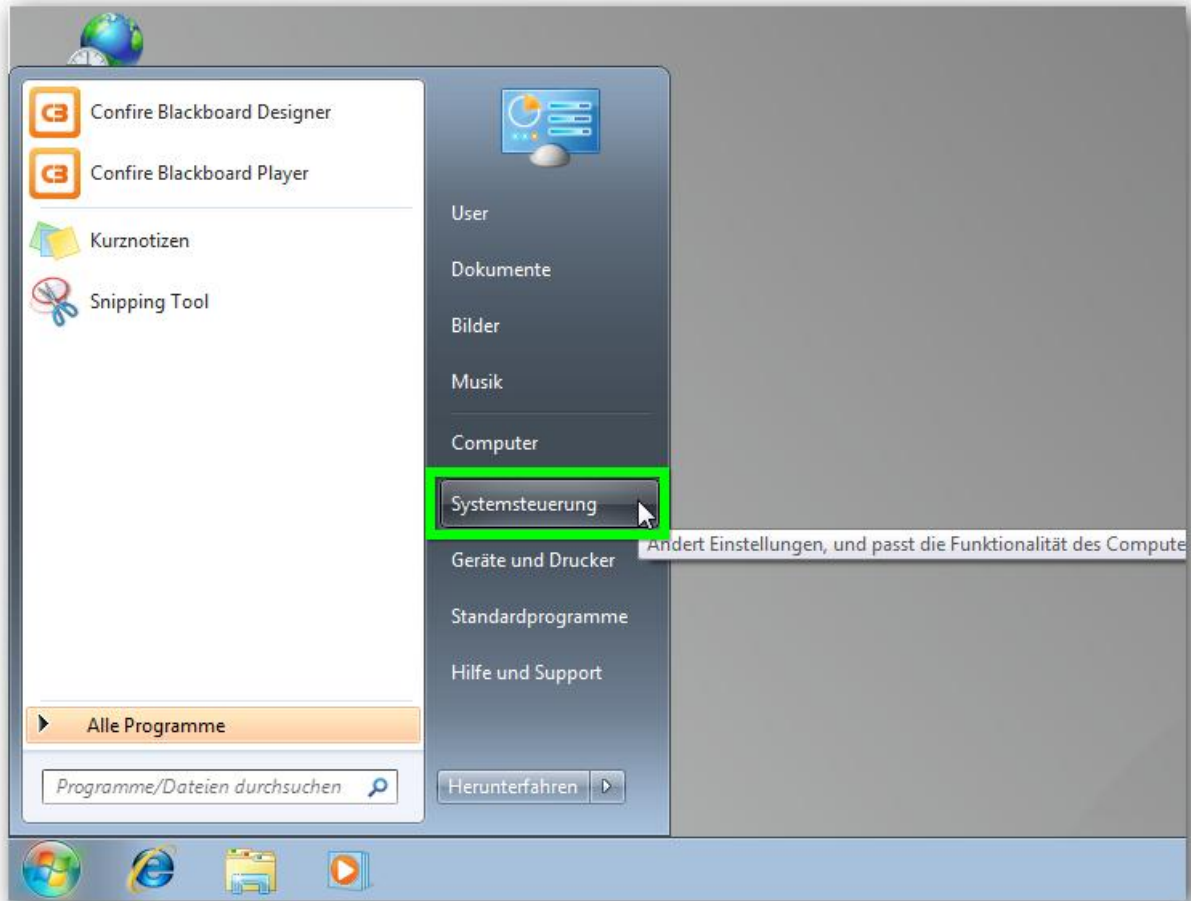 Confire Blackboard Designer
Confire Blackboard Player
Kurznotizen
Snipping Tool
Alle Programme
Programme/Dateien durchsuchen
User
Dokumente
Bilder
Musik
Computer
Systemsteuerung
Ändert Einstellungen, und passt die Funktionalität des Compute
Geräte und Drucker
Standardprogramme
Hilfe und Support
Herunterfahren